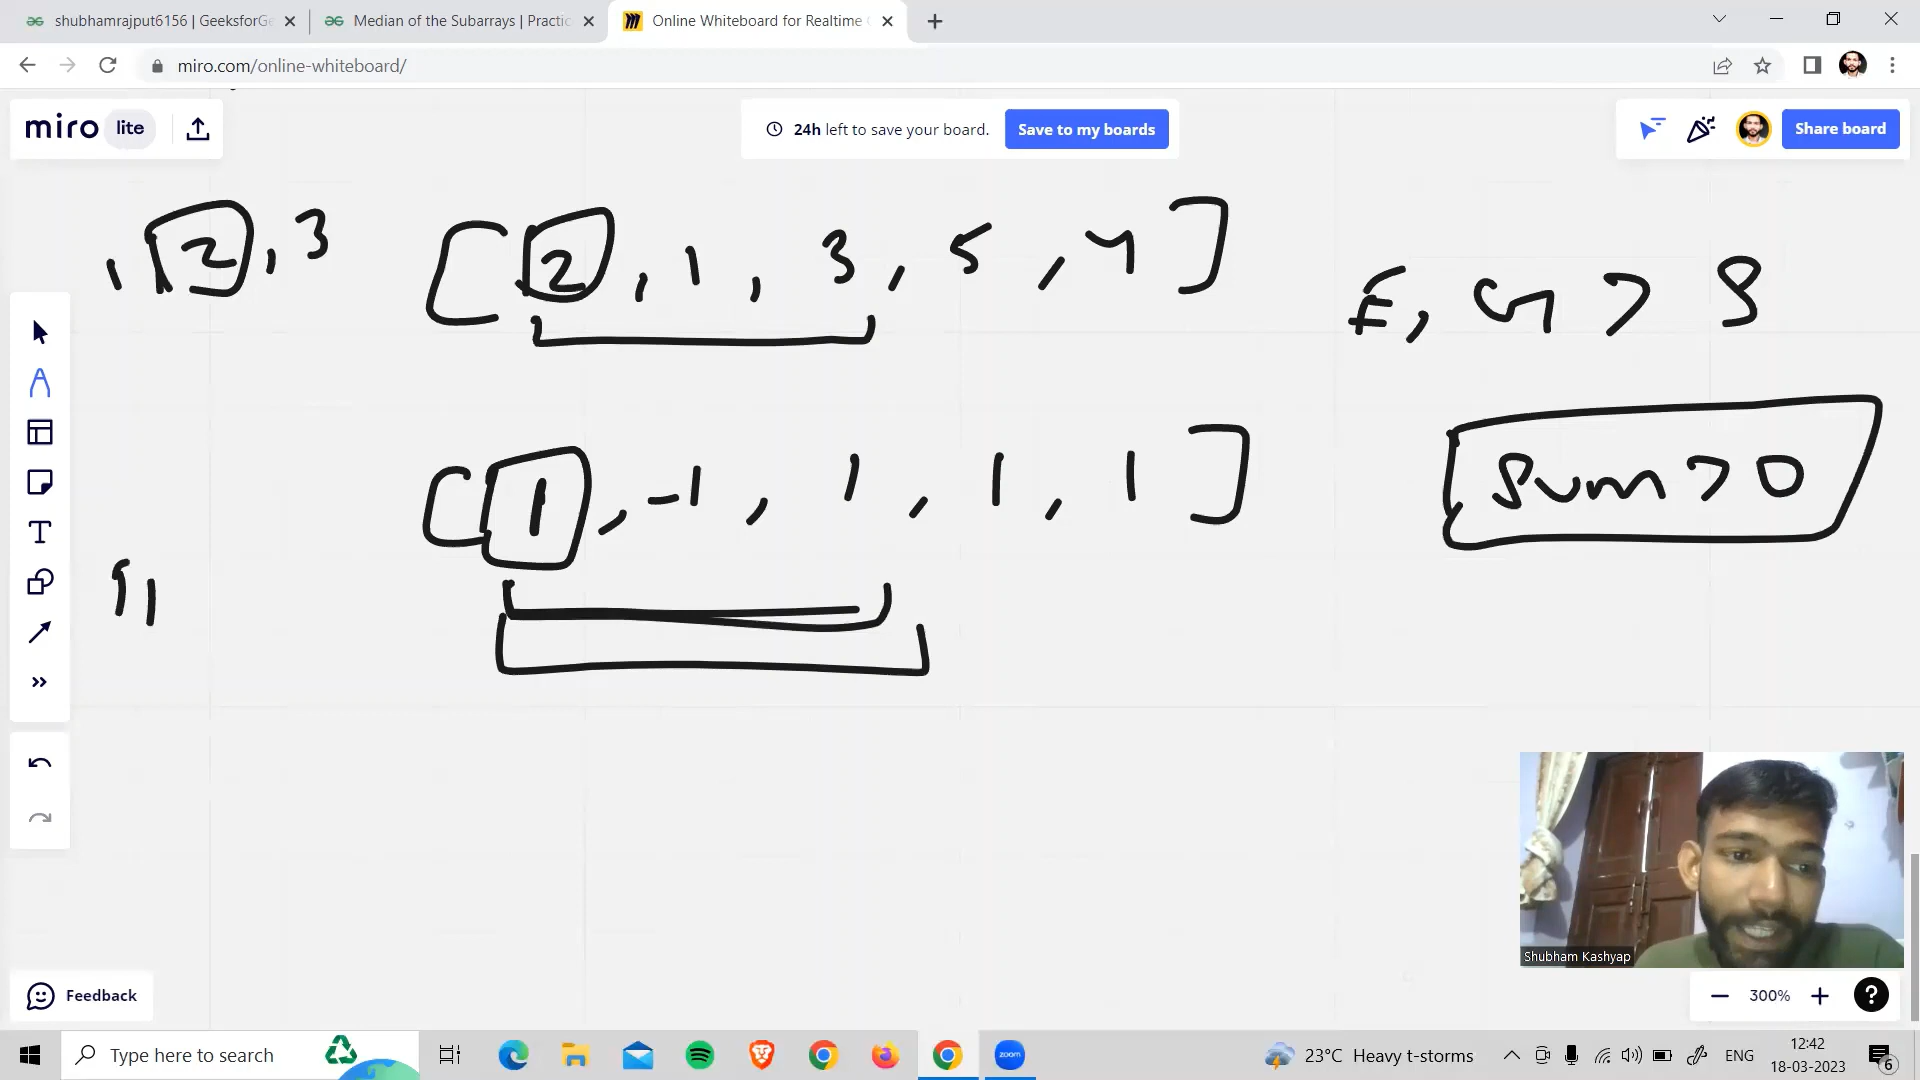 shubhamrajput6156 | GeeksforGe
Median of the Subarrays | Practic
Online Whiteboard for Realtime C
miro.com/online-whiteboard/
miro lite
24h left to save your board.
Save to my boards
Share board
, 2 , 3
[ 2 , 1 , 3 , 5 , 4 ]
E, G > S
[ 1 , -1 , 1 , 1 , 1 ]
Sum > 0
T
Shubham Kashyap
Feedback
300%
?
Type here to search
zoom
23°C Heavy t-storms
ENG
12:42
18-03-2023
6